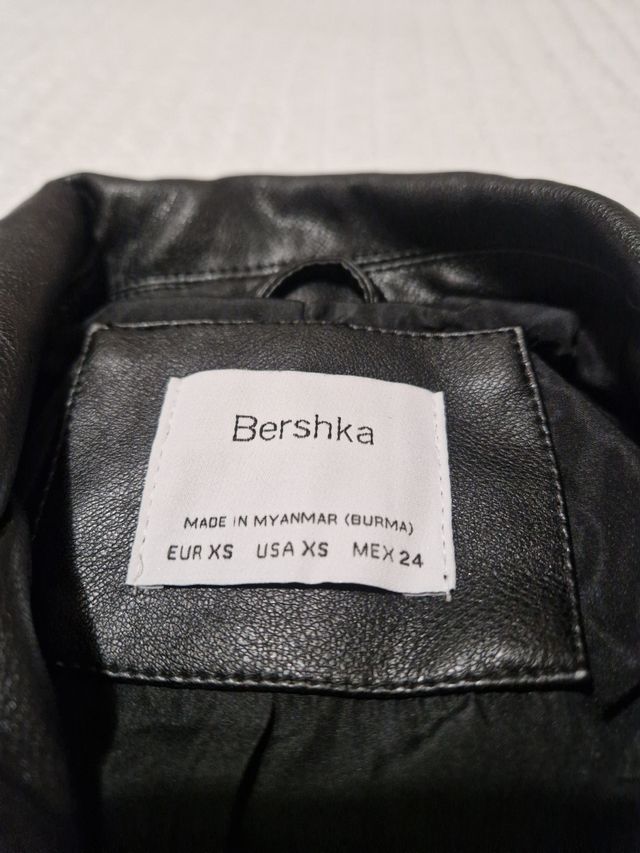 Bershka
MADE IN MYANMAR (BURMA)
EUR XS USA XS MEX 24